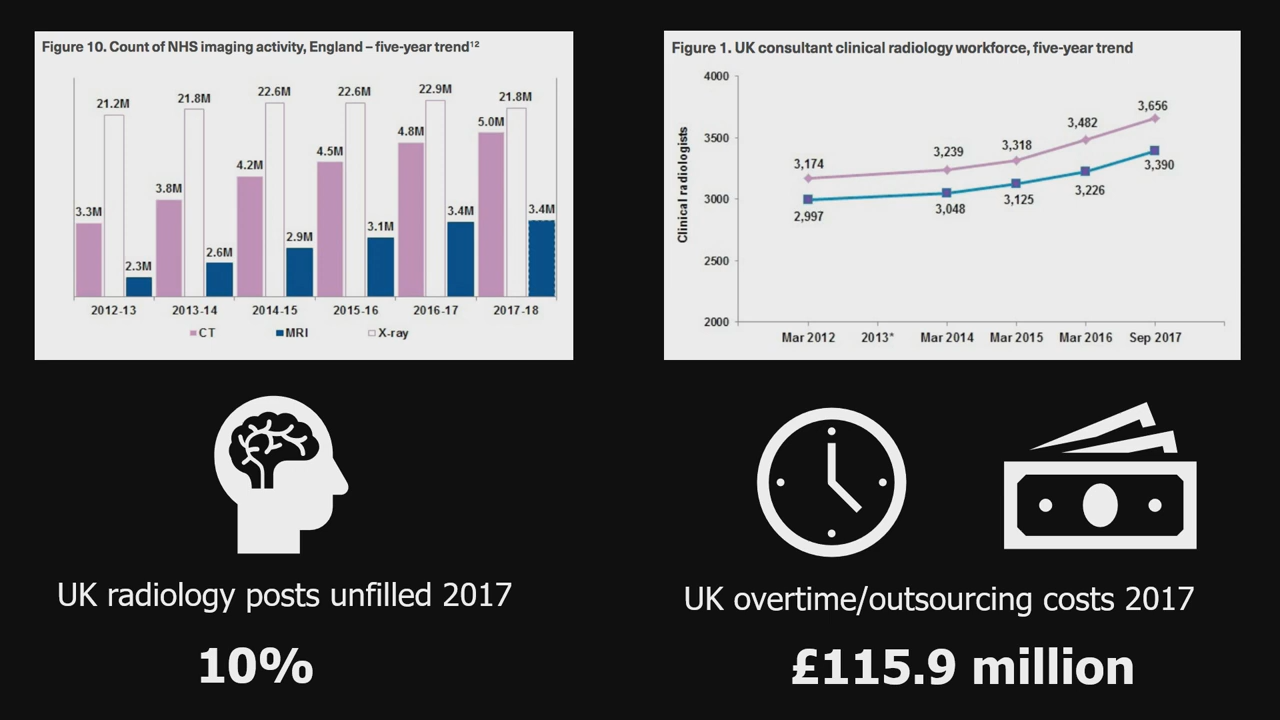 Figure 10. Count of NHS imaging activity, England – five-year trend¹²
21.2M
21.8M
22.6M
22.6M
22.9M
21.8M
3.3M
3.8M
4.2M
4.5M
4.8M
5.0M
2.3M
2.6M
2.9M
3.1M
3.4M
3.4M
2012-13 2013-14 2014-15 2015-16 2016-17 2017-18
CT MRI X-ray
Figure 1. UK consultant clinical radiology workforce, five-year trend
Clinical radiologists
4000
3500
3000
2500
2000
3,174
3,239
3,318
3,482
3,656
2,997
3,048
3,125
3,226
3,390
Mar 2012 2013* Mar 2014 Mar 2015 Mar 2016 Sep 2017
UK radiology posts unfilled 2017
10%
UK overtime/outsourcing costs 2017
£115.9 million